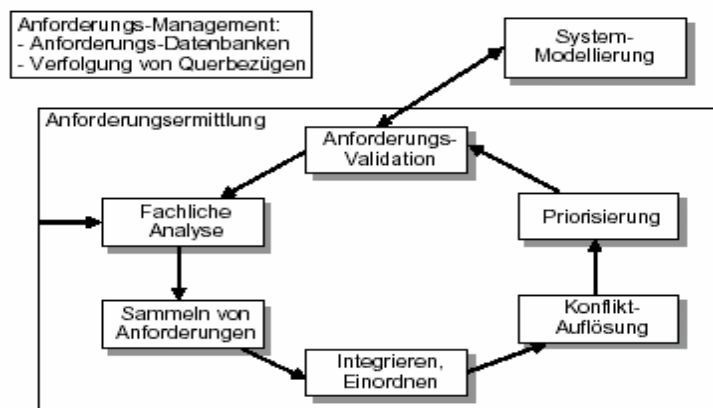 Anforderungs-Management:
- Anforderungs-Datenbanken
- Verfolgung von Querbezügen
System-
Modellierung
Anforderungsermittlung
Anforderungs-
Validation
Fachliche
Analyse
Priorisierung
Sammeln von
Anforderungen
Konflikt-
Auflösung
Integrieren,
Einordnen